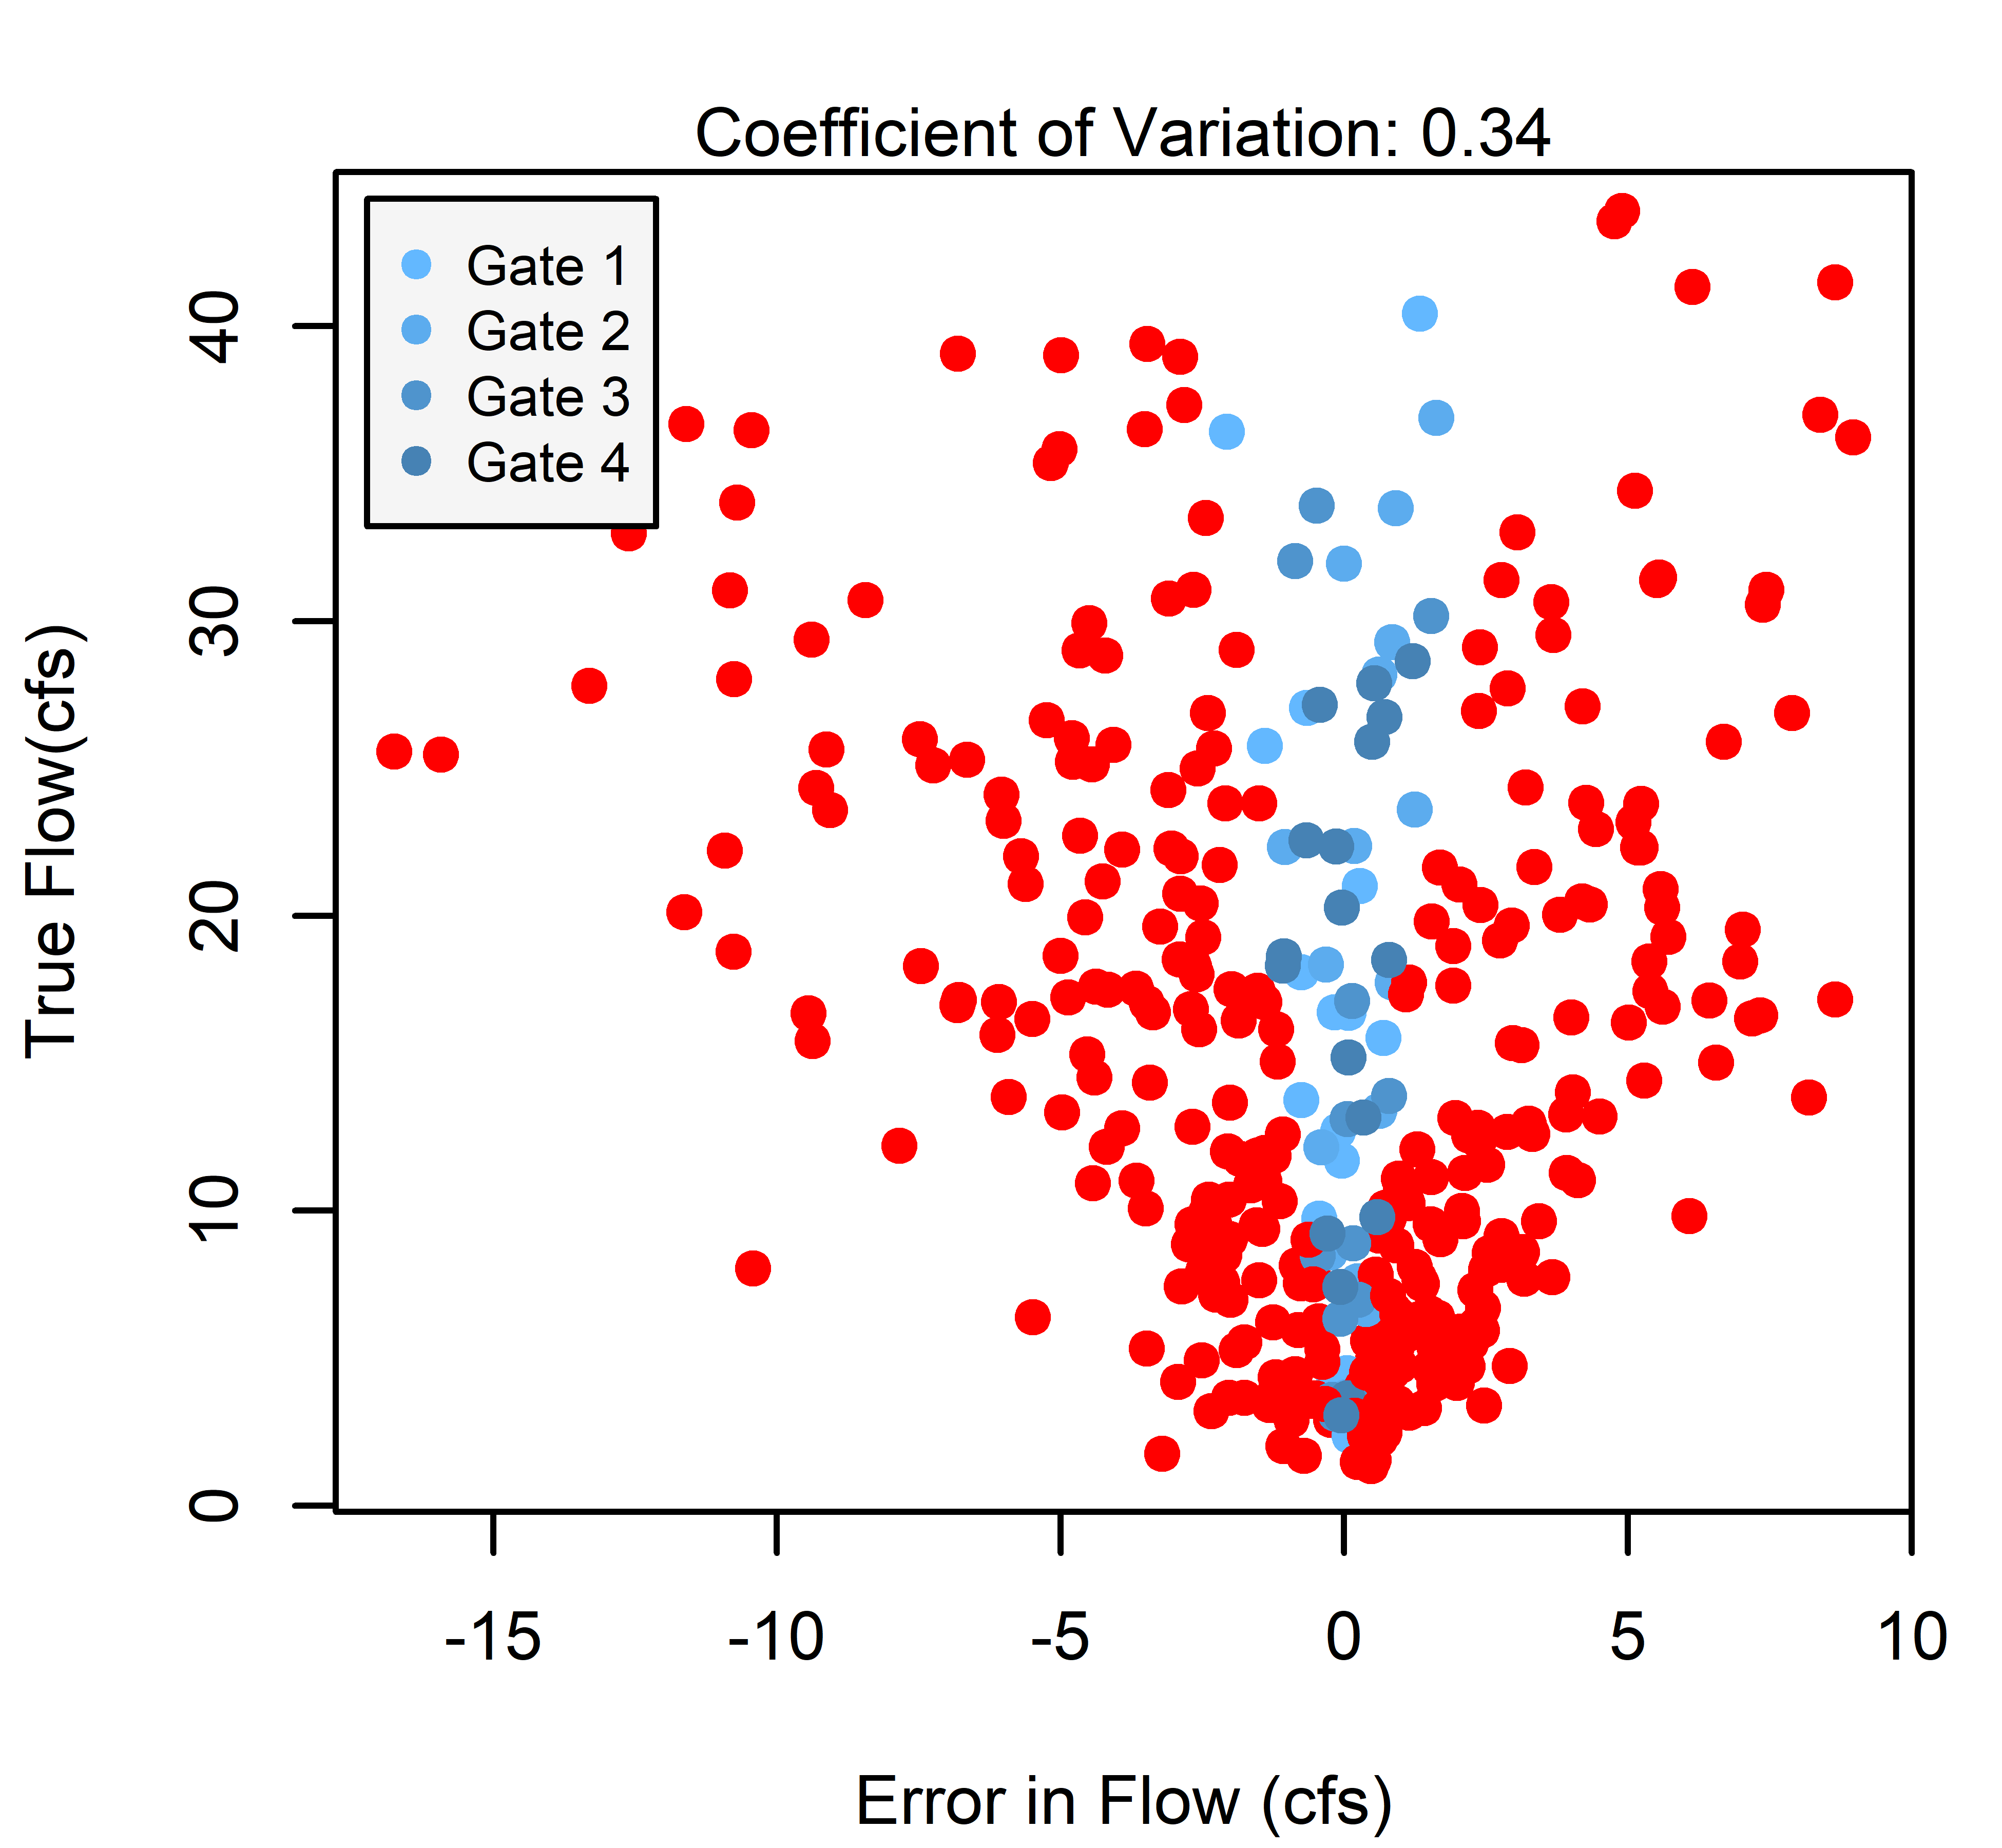 Coefficient of Variation: 0.34
Gate 1
Gate 2
Gate 3
Gate 4
True Flow(cfs)
40
30
20
10
0
-15 -10 -5 0 5 10
Error in Flow (cfs)